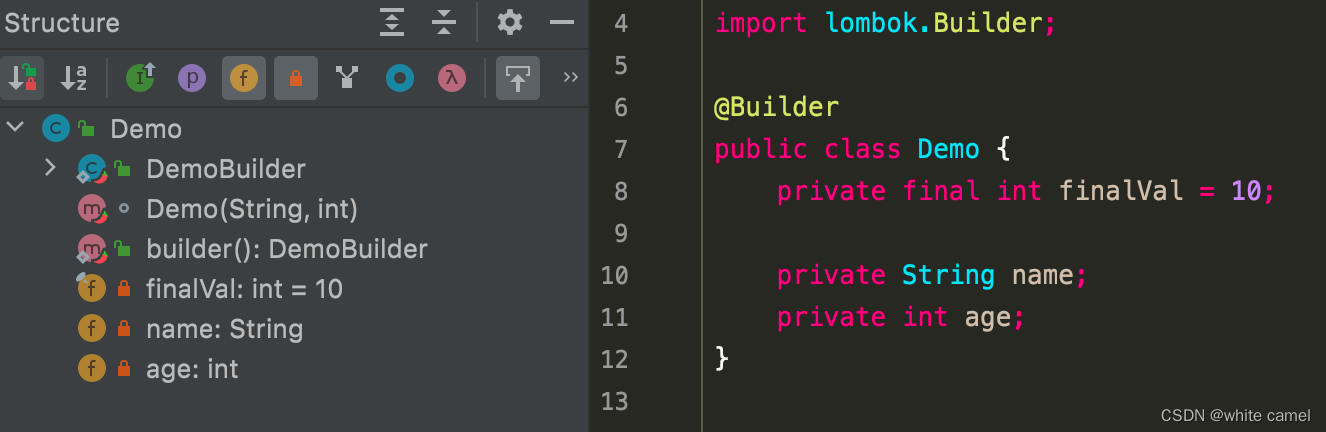 Structure
Demo
DemoBuilder
Demo(String, int)
builder(): DemoBuilder
finalVal: int = 10
name: String
age: int
4 import lombok.Builder;
5
6 @Builder
7 public class Demo {
8 private final int finalVal = 10;
9
10 private String name;
11 private int age;
12 }
13
CSDN @white camel